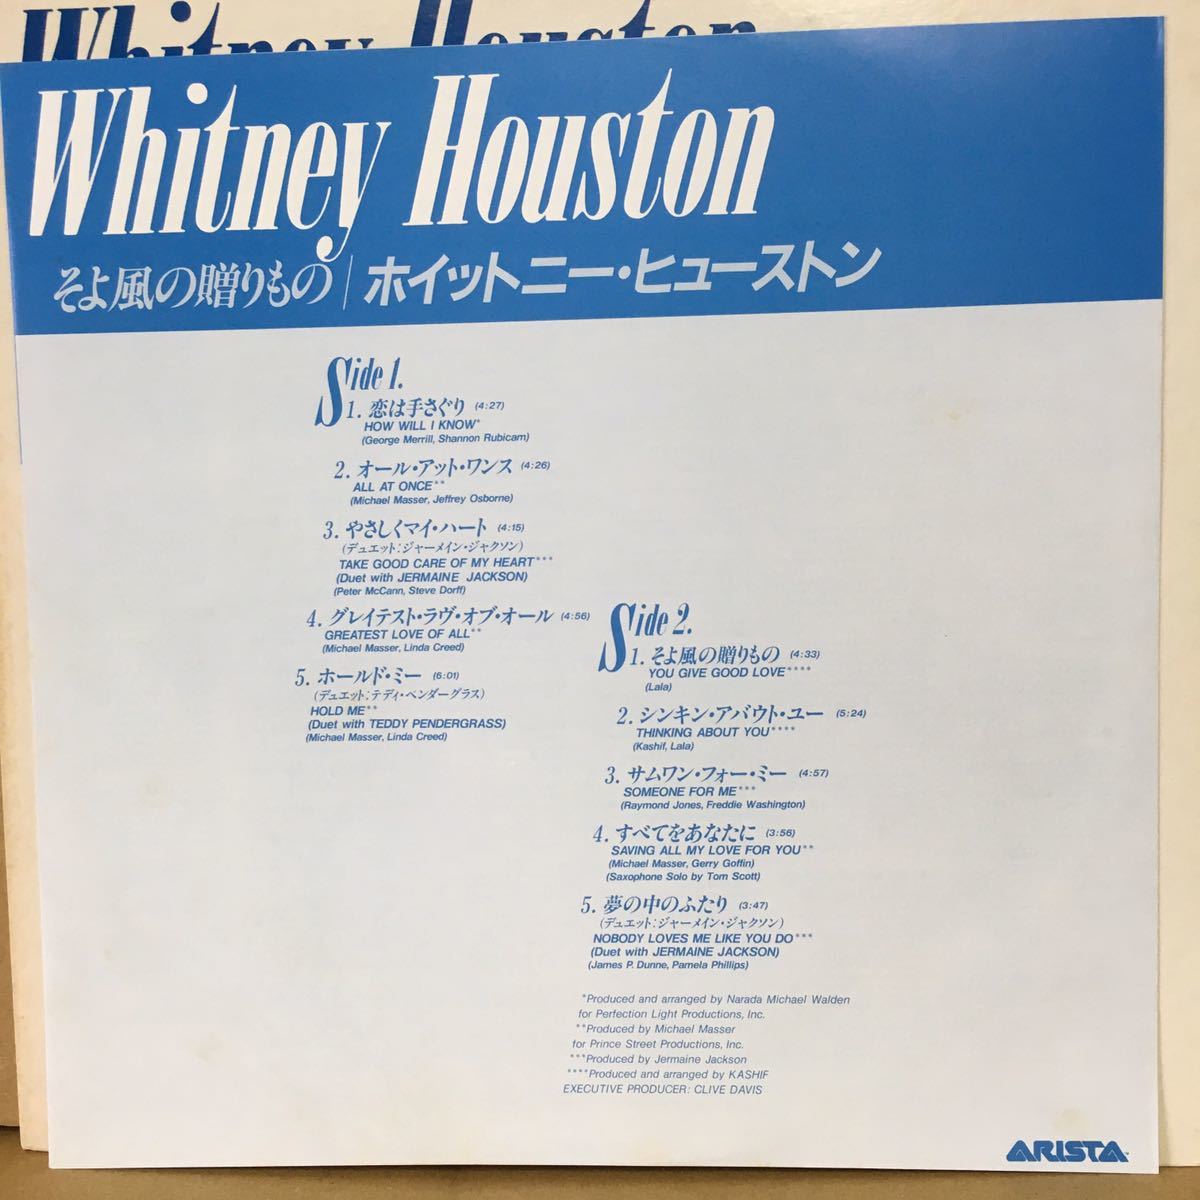 Whitney Houston
Whitney Houston
そよ風の贈りもの|ホイットニー・ヒューストン
Side 1.
1. 恋は手さぐり (4:27)
HOW WILL I KNOW*
(George Merrill, Shannon Rubicam)
2. オール・アット・ワンス (4:26)
ALL AT ONCE**
(Michael Masser, Jeffrey Osborne)
3. やさしくマイ・ハート (4:15)
(デュエット:ジャーメイン・ジャクソン)
TAKE GOOD CARE OF MY HEART***
(Duet with JERMAINE JACKSON)
(Peter McCann, Steve Dorff)
4. グレイテスト・ラヴ・オブ・オール (4:56)
GREATEST LOVE OF ALL**
(Michael Masser, Linda Creed)
5. ホールド・ミー (6:01)
(デュエット:テディ・ペンダーグラス)
HOLD ME**
(Duet with TEDDY PENDERGRASS)
(Michael Masser, Linda Creed)
Side 2.
1. そよ風の贈りもの (4:33)
YOU GIVE GOOD LOVE****
(Lala)
2. シンキン・アバウト・ユー (5:24)
THINKING ABOUT YOU****
(Kashif, Lala)
3. サムワン・フォー・ミー (4:57)
SOMEONE FOR ME***
(Raymond Jones, Freddie Washington)
4. すべてをあなたに (3:56)
SAVING ALL MY LOVE FOR YOU**
(Michael Masser, Gerry Goffin)
(Saxophone Solo by Tom Scott)
5. 夢の中のふたり (3:47)
(デュエット:ジャーメイン・ジャクソン)
NOBODY LOVES ME LIKE YOU DO***
(Duet with JERMAINE JACKSON)
(James P. Dunne, Pamela Phillips)
*Produced and arranged by Narada Michael Walden
for Perfection Light Productions, Inc.
**Produced by Michael Masser
for Prince Street Productions, Inc.
***Produced by Jermaine Jackson
****Produced and arranged by KASHIF
EXECUTIVE PRODUCER: CLIVE DAVIS
ARISTA